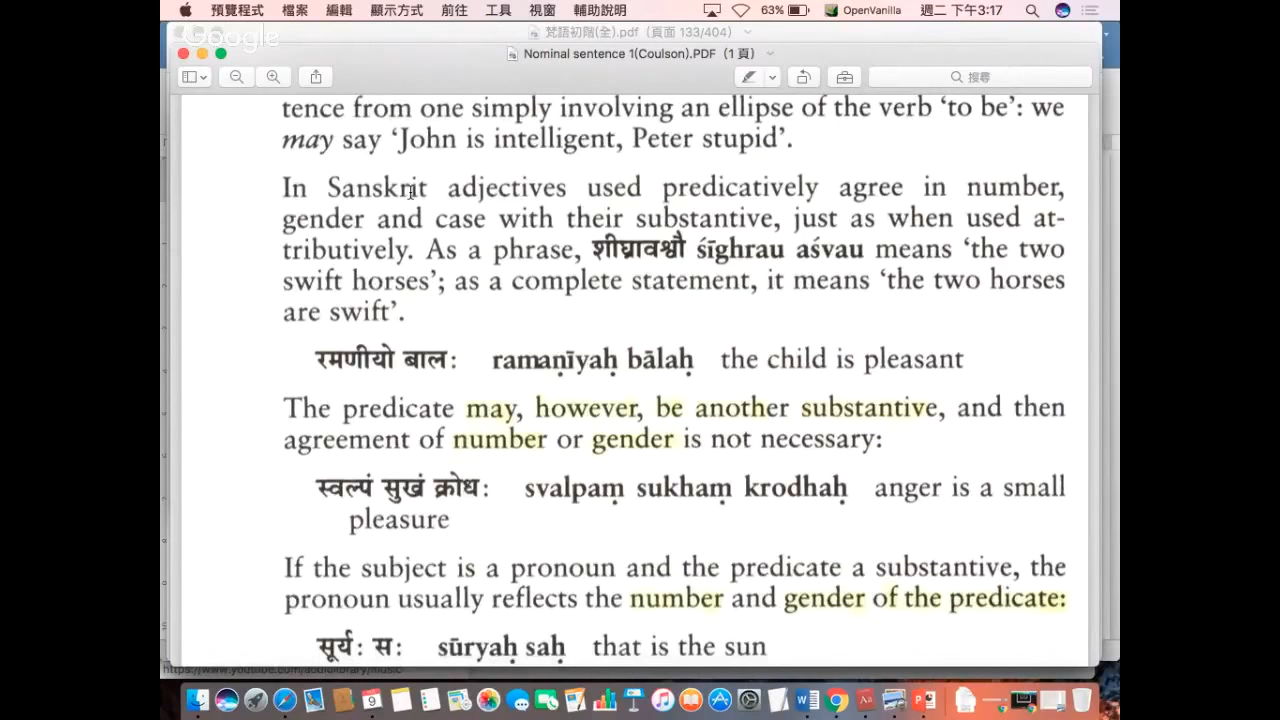 預覽程式 檔案 編輯 顯示方式 前往 工具 視窗 輔助說明 63% OpenVanilla 週二 下午3:17
Google
梵語初階(全).pdf（頁面 133/404）
Nominal sentence 1(Coulson).PDF（1 頁）
搜尋
tence from one simply involving an ellipse of the verb ‘to be’: we
may say ‘John is intelligent, Peter stupid’.
In Sanskrit adjectives used predicatively agree in number,
gender and case with their substantive, just as when used at-
tributively. As a phrase, शीघ्रावश्वौ śīghrau aśvau means ‘the two
swift horses’; as a complete statement, it means ‘the two horses
are swift’.
रमणीयो बालः ramaṇīyaḥ bālaḥ the child is pleasant
The predicate may, however, be another substantive, and then
agreement of number or gender is not necessary:
स्वल्पं सुखं क्रोधः svalpaṃ sukhaṃ krodhaḥ anger is a small
pleasure
If the subject is a pronoun and the predicate a substantive, the
pronoun usually reflects the number and gender of the predicate:
सूर्यः सः sūryaḥ saḥ that is the sun
https://www.youtube.com/audiolibrary/music
9